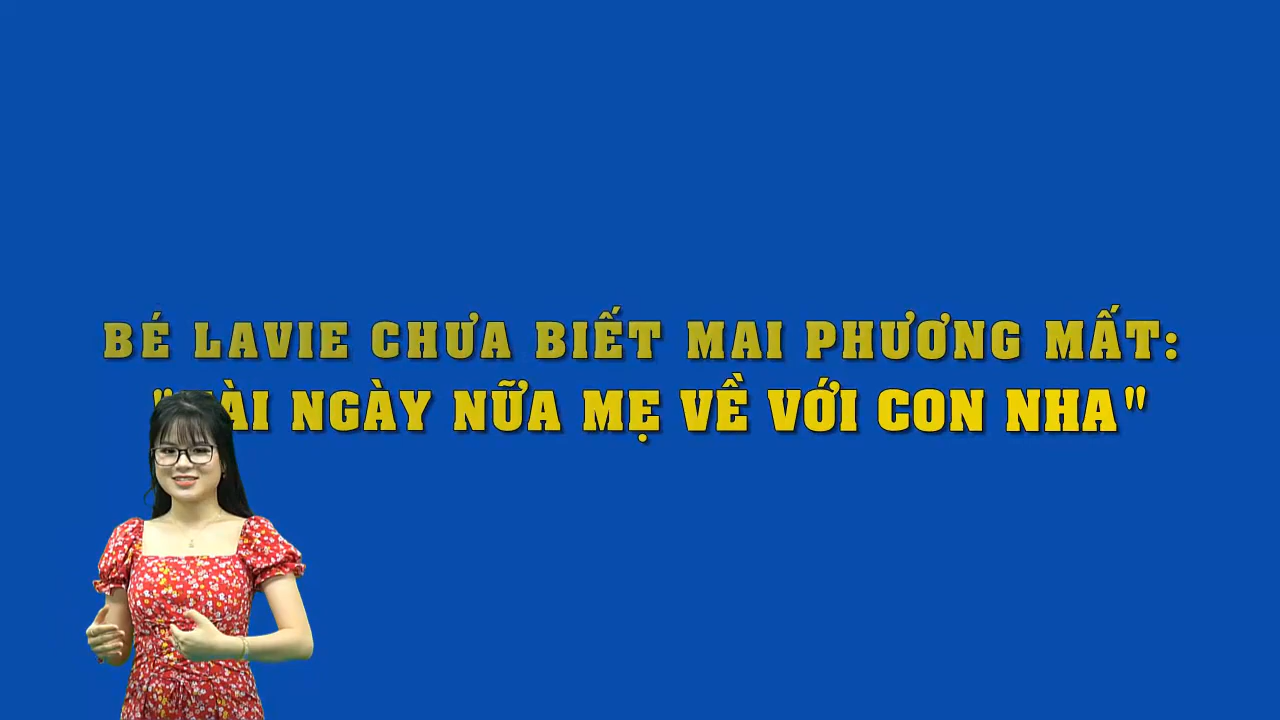 BÉ LAVIE CHƯA BIẾT MAI PHƯƠNG MẤT:
NGÀY NỮA MẸ VỀ VỚI CON NHA"